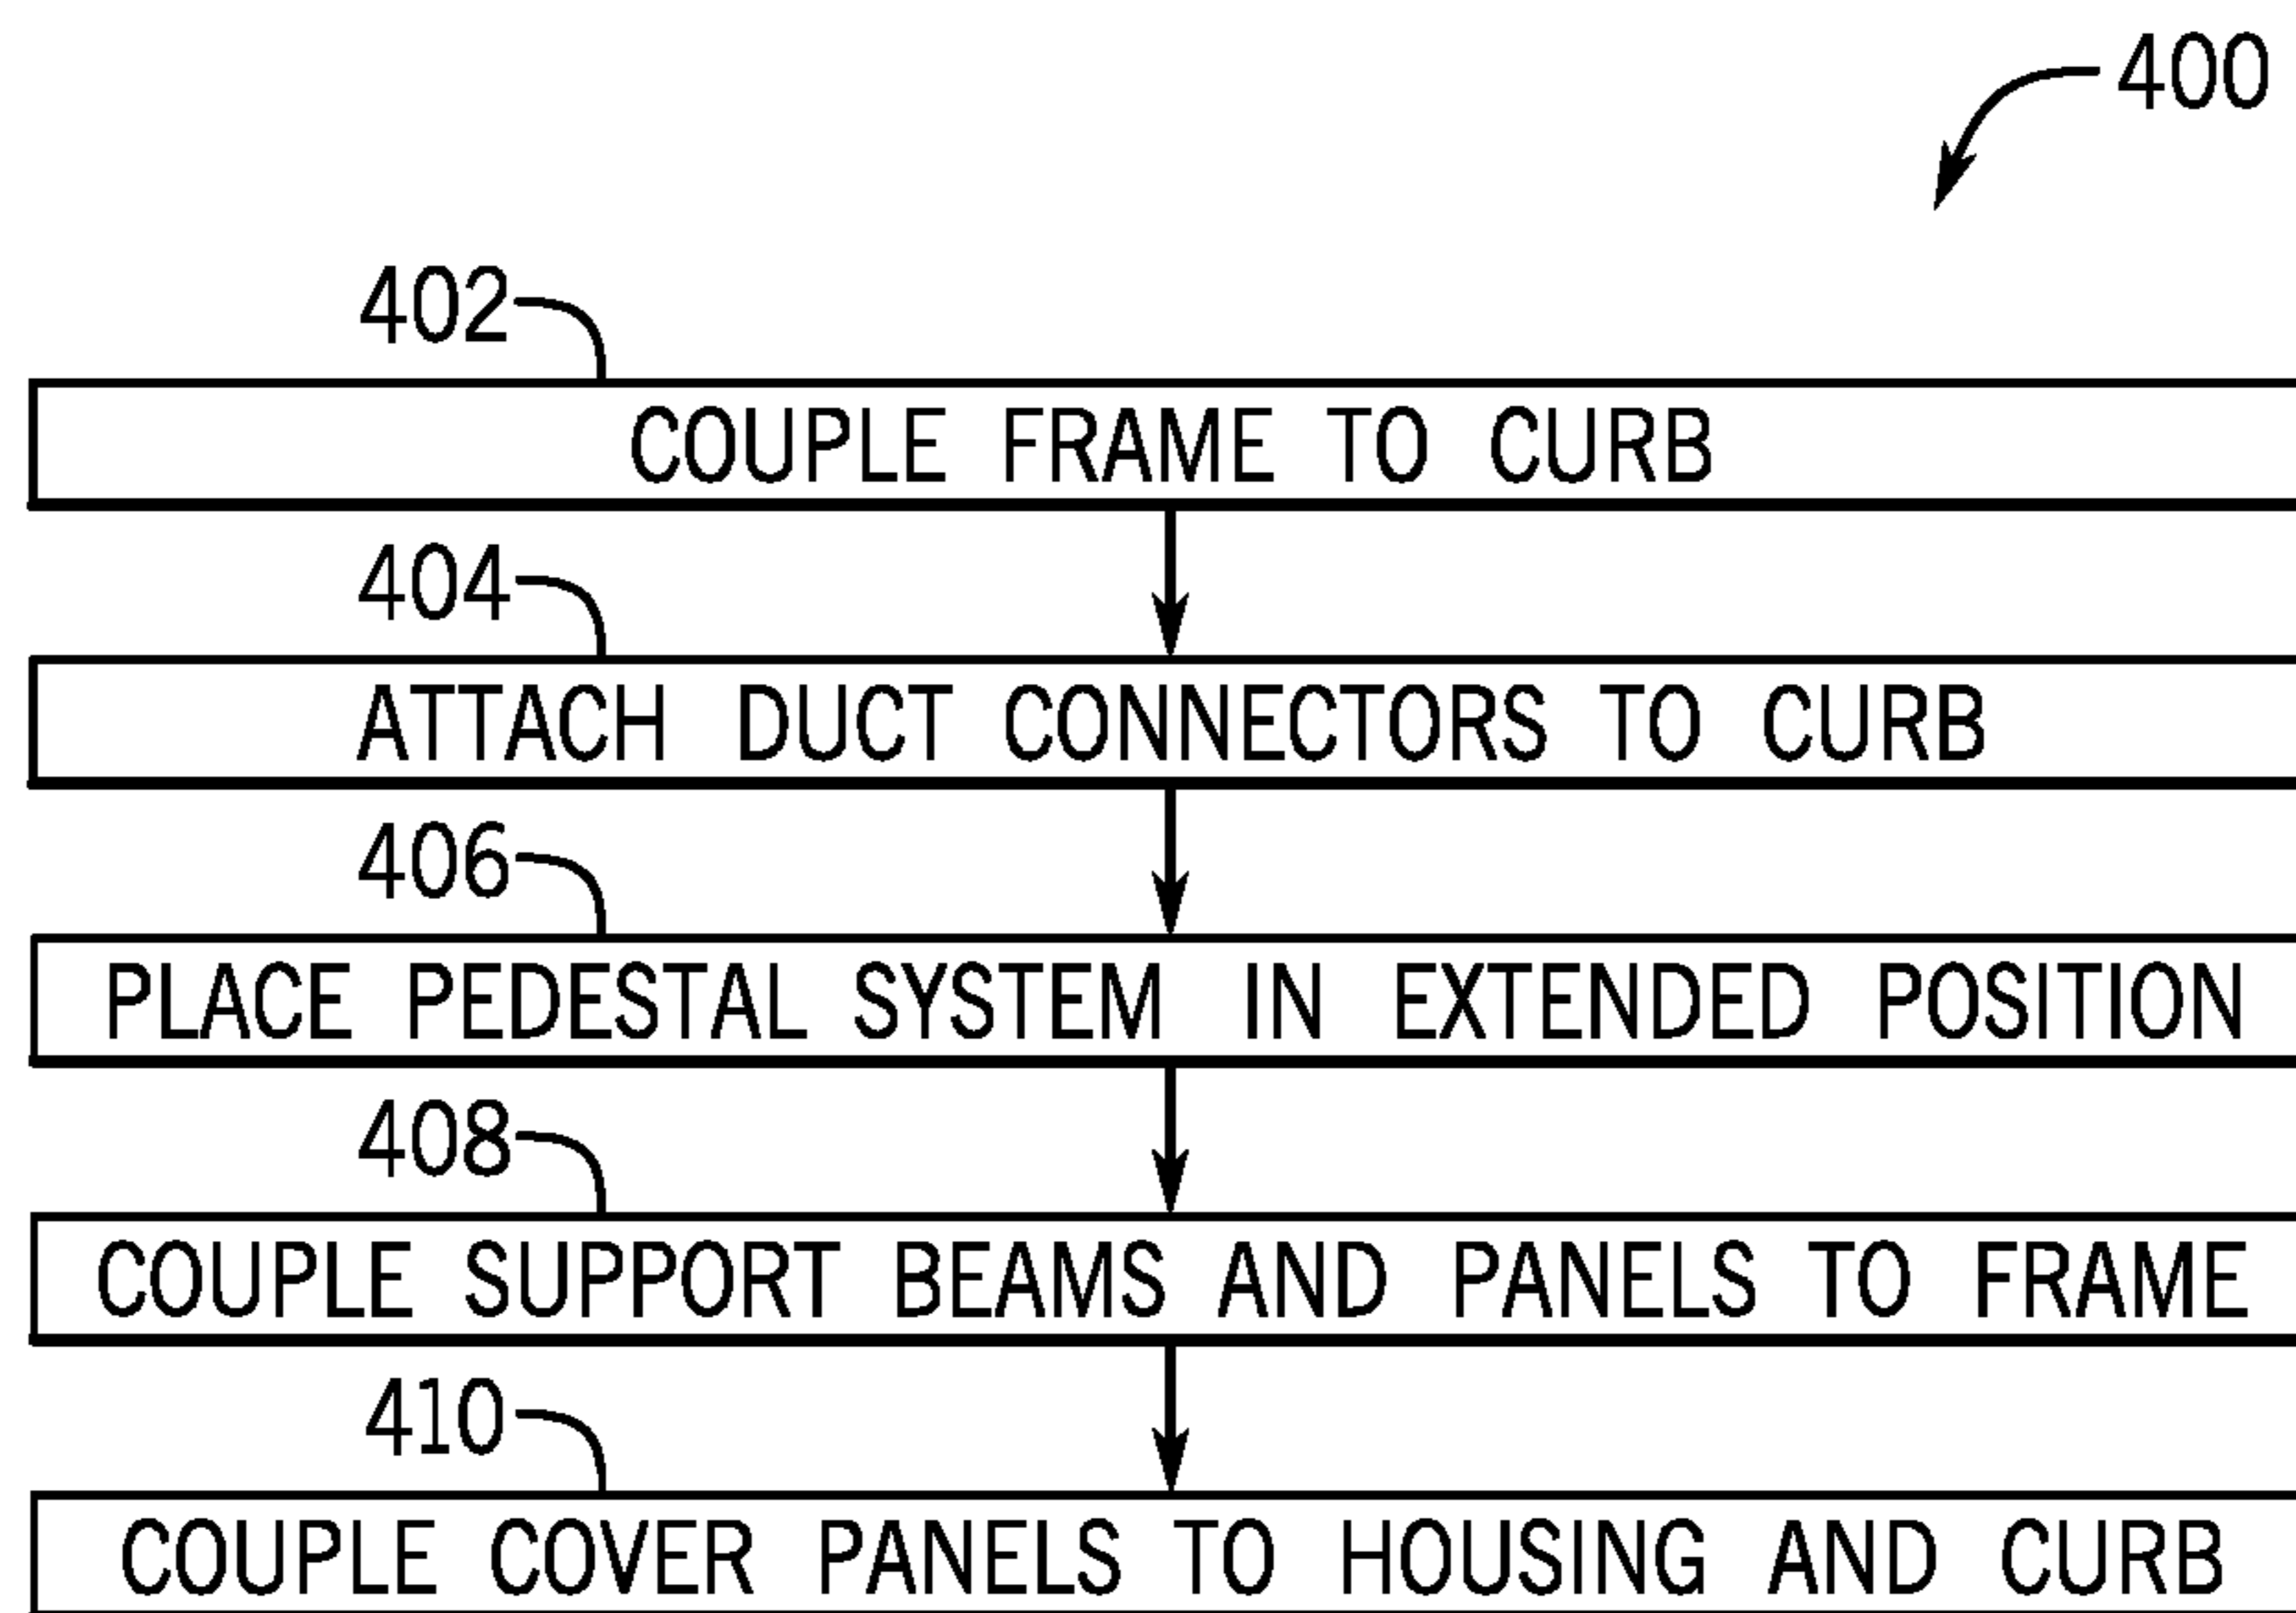 400
402
COUPLE FRAME TO CURB
404
ATTACH DUCT CONNECTORS TO CURB
406
PLACE PEDESTAL SYSTEM IN EXTENDED POSITION
408
COUPLE SUPPORT BEAMS AND PANELS TO FRAME
410
COUPLE COVER PANELS TO HOUSING AND CURB